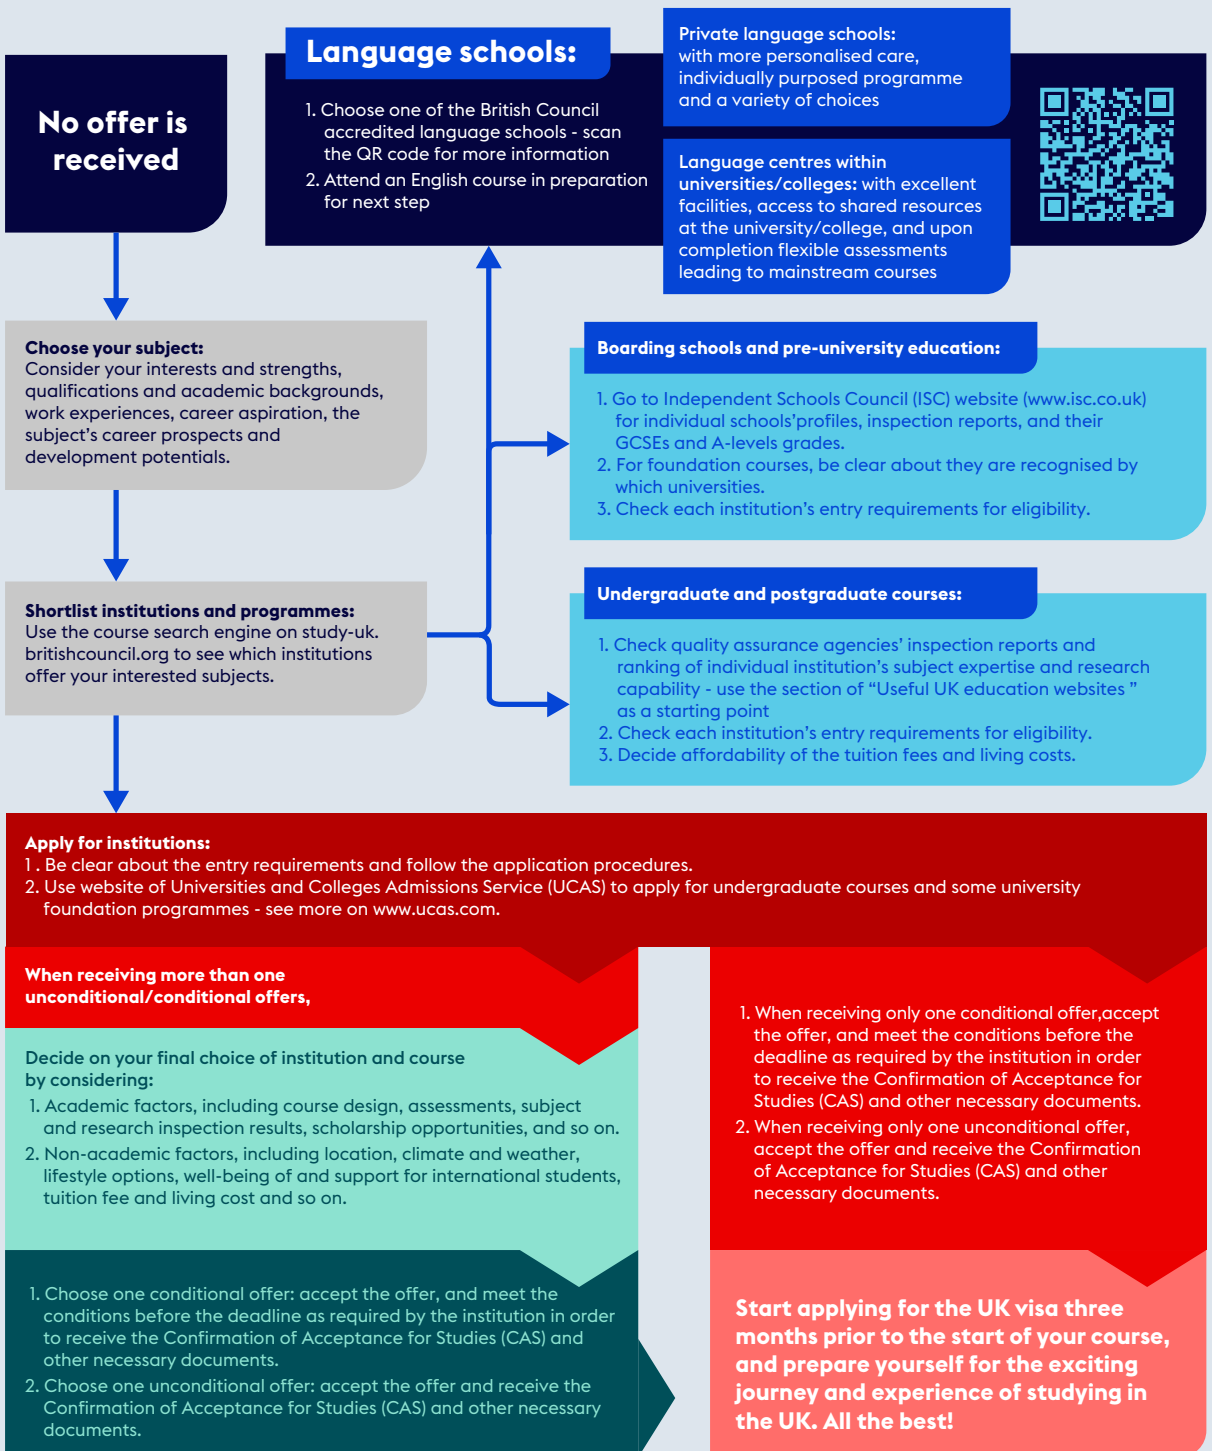 No offer is
received
Language schools:
1. Choose one of the British Council
accredited language schools - scan
the QR code for more information
2. Attend an English course in preparation
for next step
Private language schools:
with more personalised care,
individually purposed programme
and a variety of choices
Language centres within
universities/colleges: with excellent
facilities, access to shared resources
at the university/college, and upon
completion flexible assessments
leading to mainstream courses
Choose your subject:
Consider your interests and strengths,
qualifications and academic backgrounds,
work experiences, career aspiration, the
subject's career prospects and
development potentials.
Boarding schools and pre-university education:
1. Go to Independent Schools Council (ISC) website (www.isc.co.uk)
for individual schools'profiles, inspection reports, and their
GCSEs and A-levels grades.
2. For foundation courses, be clear about they are recognised by
which universities.
3. Check each institution's entry requirements for eligibility.
Shortlist institutions and programmes:
Use the course search engine on study-uk.
britishcouncil.org to see which institutions
offer your interested subjects.
Undergraduate and postgraduate courses:
1. Check quality assurance agencies' inspection reports and
ranking of individual institution's subject expertise and research
capability - use the section of “Useful UK education websites ”
as a starting point
2. Check each institution's entry requirements for eligibility.
3. Decide affordability of the tuition fees and living costs.
Apply for institutions:
1 . Be clear about the entry requirements and follow the application procedures.
2. Use website of Universities and Colleges Admissions Service (UCAS) to apply for undergraduate courses and some university
foundation programmes - see more on www.ucas.com.
When receiving more than one
unconditional/conditional offers,
Decide on your final choice of institution and course
by considering:
1. Academic factors, including course design, assessments, subject
and research inspection results, scholarship opportunities, and so on.
2. Non-academic factors, including location, climate and weather,
lifestyle options, well-being of and support for international students,
tuition fee and living cost and so on.
1. Choose one conditional offer: accept the offer, and meet the
conditions before the deadline as required by the institution in order
to receive the Confirmation of Acceptance for Studies (CAS) and
other necessary documents.
2. Choose one unconditional offer: accept the offer and receive the
Confirmation of Acceptance for Studies (CAS) and other necessary
documents.
1. When receiving only one conditional offer,accept
the offer, and meet the conditions before the
deadline as required by the institution in order
to receive the Confirmation of Acceptance for
Studies (CAS) and other necessary documents.
2. When receiving only one unconditional offer,
accept the offer and receive the Confirmation
of Acceptance for Studies (CAS) and other
necessary documents.
Start applying for the UK visa three
months prior to the start of your course,
and prepare yourself for the exciting
journey and experience of studying in
the UK. All the best!